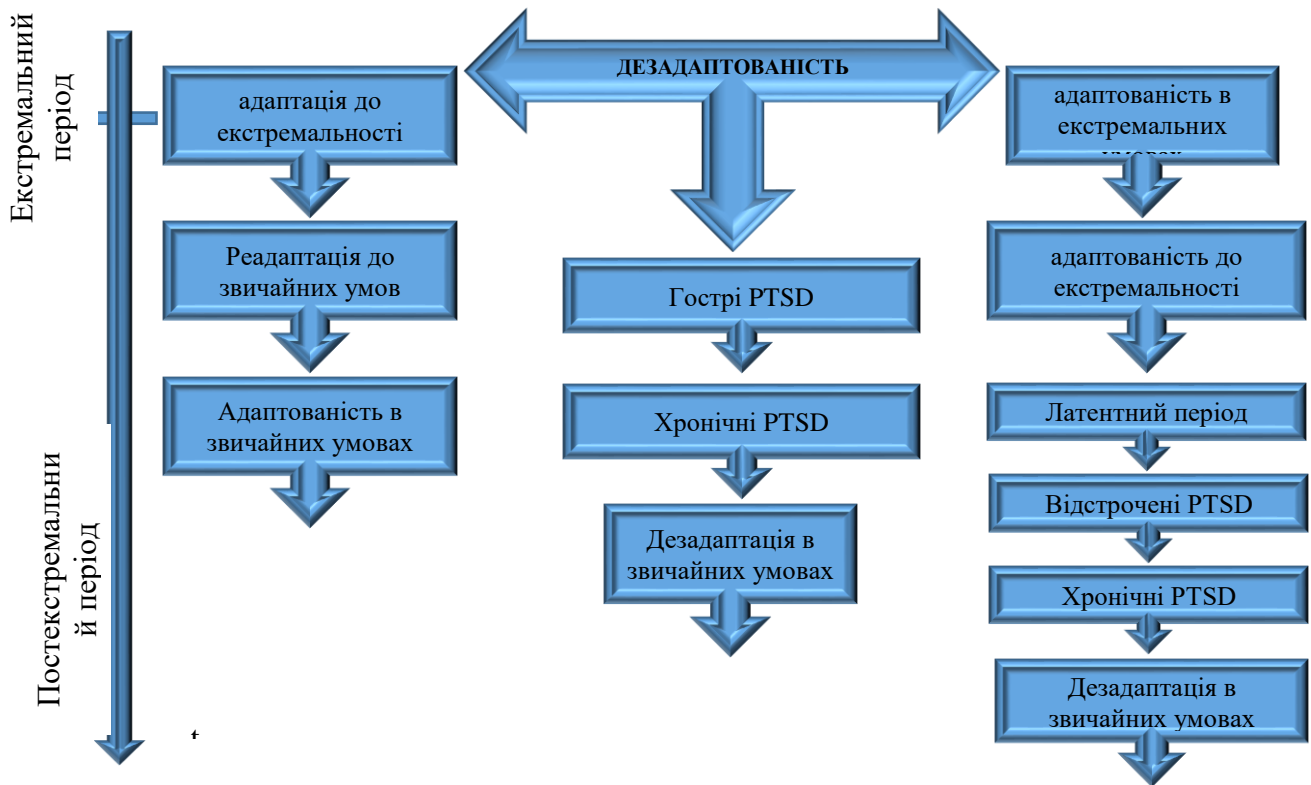 Екстремальний
період
Постекстремальни
й період
t
ДЕЗАДАПТОВАНІСТЬ
адаптація до
екстремальності
Реадаптація до
звичайних умов
Адаптованість в
звичайних умовах
Гострі PTSD
Хронічні PTSD
Дезадаптація в
звичайних умовах
адаптованість в
екстремальних
умовах
адаптованість до
екстремальності
Латентний період
Відстрочені PTSD
Хронічні PTSD
Дезадаптація в
звичайних умовах